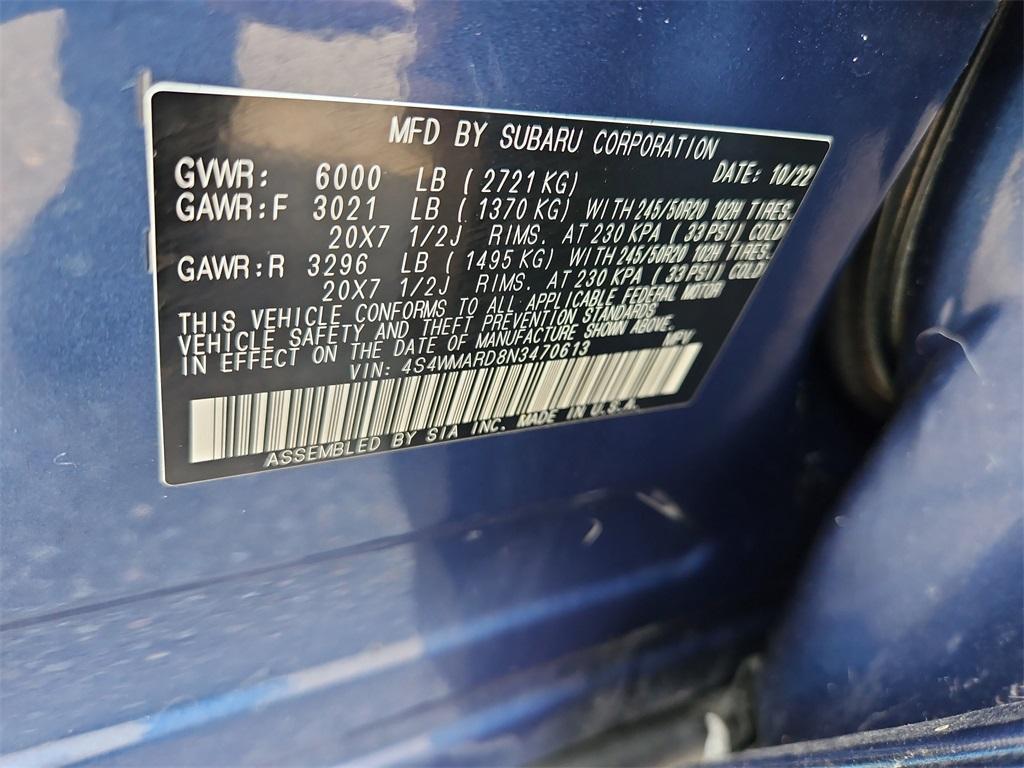 MFD BY SUBARU CORPORATION
DATE: 10/22
GVWR: 6000 LB ( 2721 KG)
GAWR:F 3021 LB ( 1370 KG) WITH 245/50R20 102H TIRES.
20X7 1/2J RIMS. AT 230 KPA ( 33 PSI) COLD
GAWR:R 3296 LB ( 1495 KG) WITH 245/50R20 102H TIRES.
20X7 1/2J RIMS. AT 230 KPA ( 33 PSI) COLD
THIS VEHICLE CONFORMS TO ALL APPLICABLE FEDERAL MOTOR
VEHICLE SAFETY AND THEFT PREVENTION STANDARDS
IN EFFECT ON THE DATE OF MANUFACTURE SHOWN ABOVE.
VIN: 4S4WMARD8N3470613 MPV
ASSEMBLED BY SIA INC. MADE IN U.S.A.